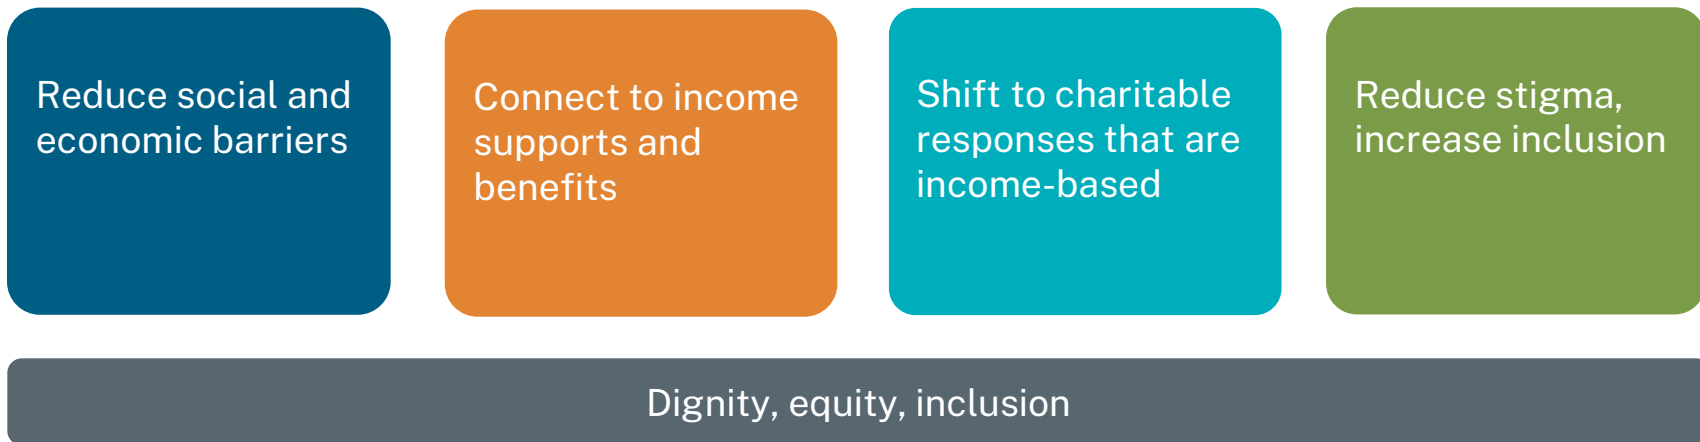 Reduce social and
economic barriers
Connect to income
supports and
benefits
Shift to charitable
responses that are
income-based
Reduce stigma,
increase inclusion
Dignity, equity, inclusion